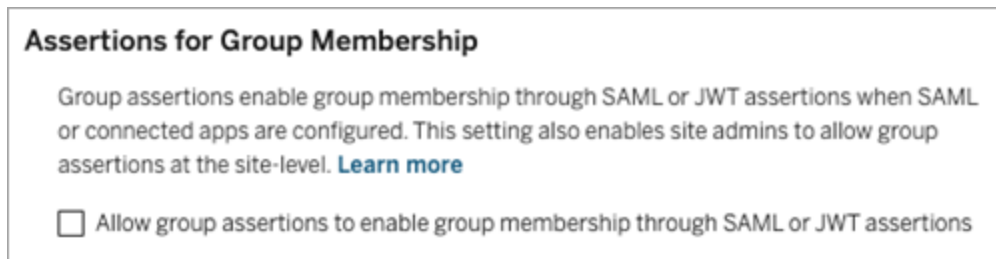 Assertions for Group Membership
Group assertions enable group membership through SAML or JWT assertions when SAML
or connected apps are configured. This setting also enables site admins to allow group
assertions at the site-level. Learn more
Allow group assertions to enable group membership through SAML or JWT assertions